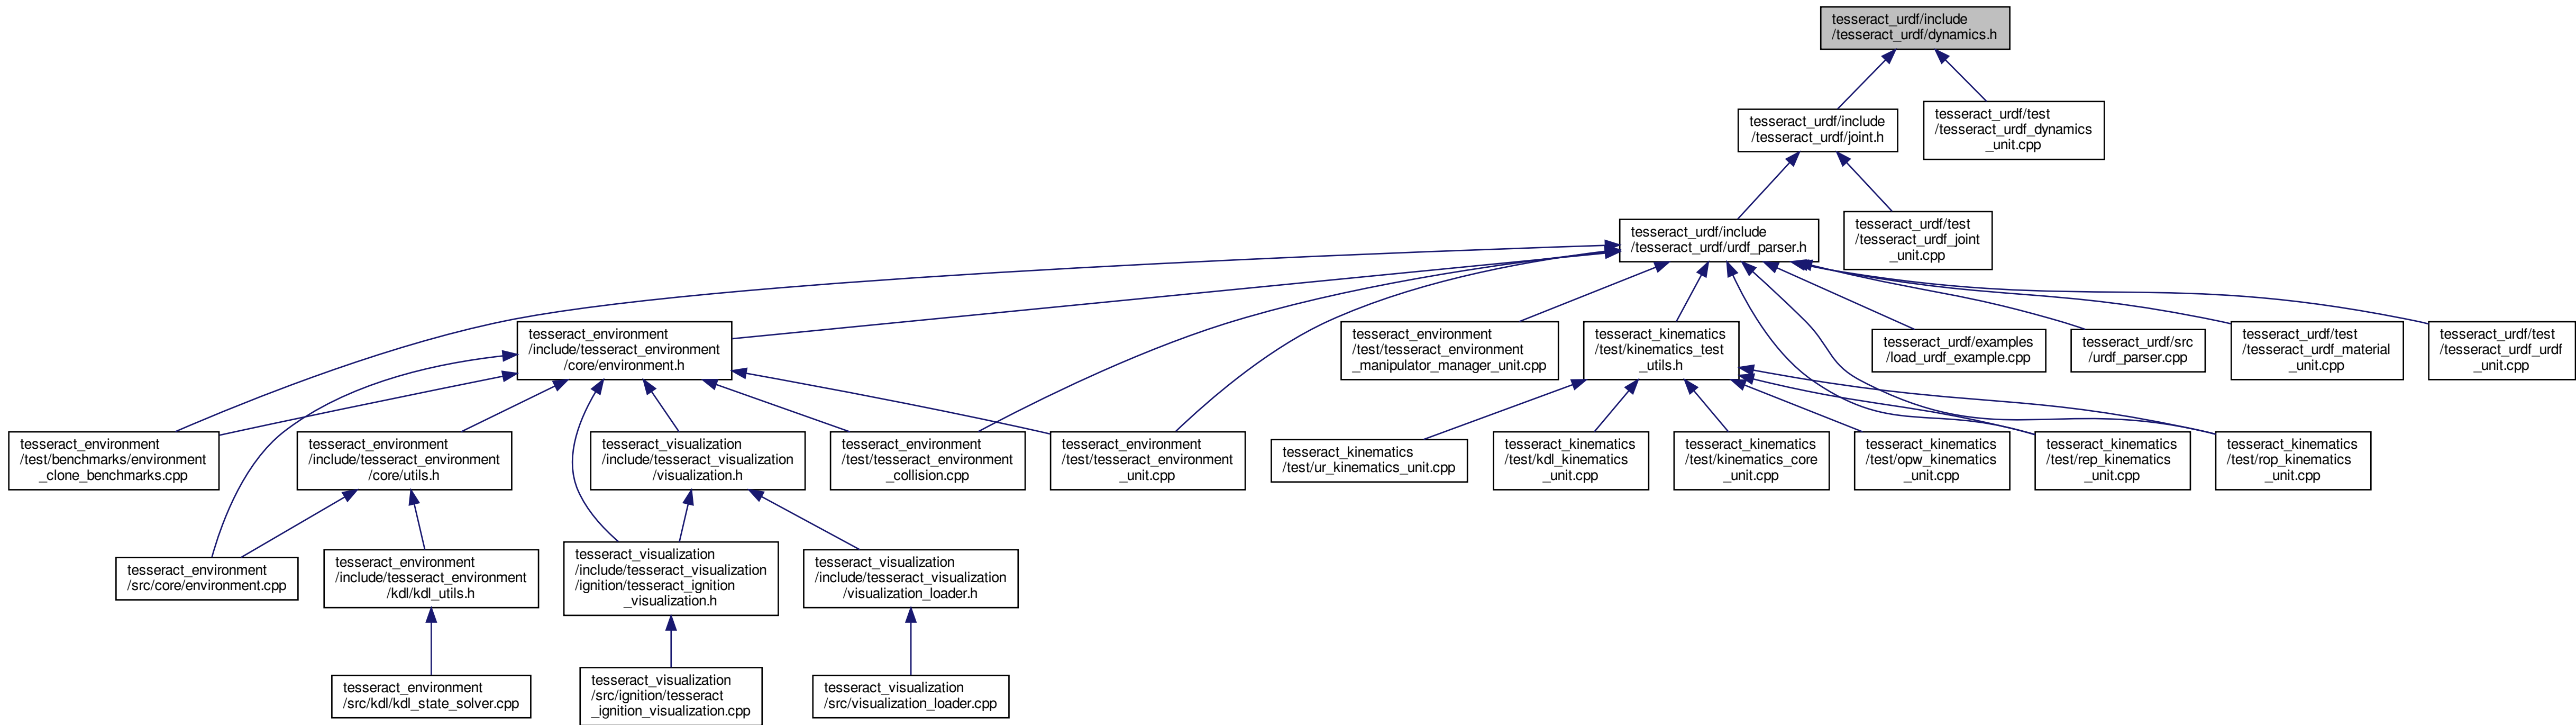 tesseract_urdf/include
/tesseract_urdf/dynamics.h
tesseract_urdf/include
/tesseract_urdf/joint.h
tesseract_urdf/test
/tesseract_urdf_dynamics
_unit.cpp
tesseract_urdf/include
/tesseract_urdf/urdf_parser.h
tesseract_urdf/test
/tesseract_urdf_joint
_unit.cpp
tesseract_environment
/include/tesseract_environment
/core/environment.h
tesseract_environment
/test/tesseract_environment
_manipulator_manager_unit.cpp
tesseract_kinematics
/test/kinematics_test
_utils.h
tesseract_urdf/examples
/load_urdf_example.cpp
tesseract_urdf/src
/urdf_parser.cpp
tesseract_urdf/test
/tesseract_urdf_material
_unit.cpp
tesseract_urdf/test
/tesseract_urdf_urdf
_unit.cpp
tesseract_environment
/test/benchmarks/environment
_clone_benchmarks.cpp
tesseract_environment
/include/tesseract_environment
/core/utils.h
tesseract_visualization
/include/tesseract_visualization
/visualization.h
tesseract_environment
/test/tesseract_environment
_collision.cpp
tesseract_environment
/test/tesseract_environment
_unit.cpp
tesseract_kinematics
/test/ur_kinematics_unit.cpp
tesseract_kinematics
/test/kdl_kinematics
_unit.cpp
tesseract_kinematics
/test/kinematics_core
_unit.cpp
tesseract_kinematics
/test/opw_kinematics
_unit.cpp
tesseract_kinematics
/test/rep_kinematics
_unit.cpp
tesseract_kinematics
/test/rop_kinematics
_unit.cpp
tesseract_environment
/src/core/environment.cpp
tesseract_environment
/include/tesseract_environment
/kdl/kdl_utils.h
tesseract_visualization
/include/tesseract_visualization
/ignition/tesseract_ignition
_visualization.h
tesseract_visualization
/include/tesseract_visualization
/visualization_loader.h
tesseract_environment
/src/kdl/kdl_state_solver.cpp
tesseract_visualization
/src/ignition/tesseract
_ignition_visualization.cpp
tesseract_visualization
/src/visualization_loader.cpp